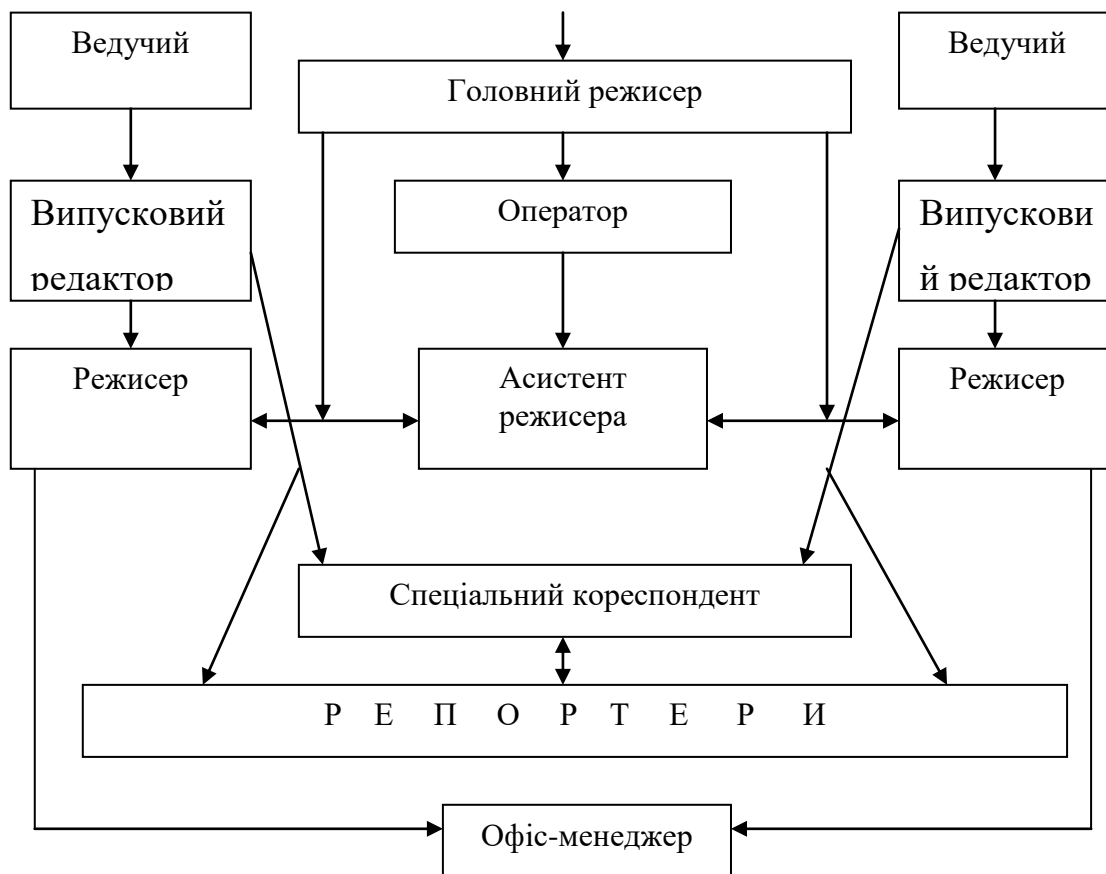 Ведучий
Головний режисер
Ведучий
Випусковий
редактор
Оператор
Випускови
й редактор
Режисер
Асистент
режисера
Режисер
Спеціальний кореспондент
Р Е П О Р Т Е Р И
Офіс-менеджер